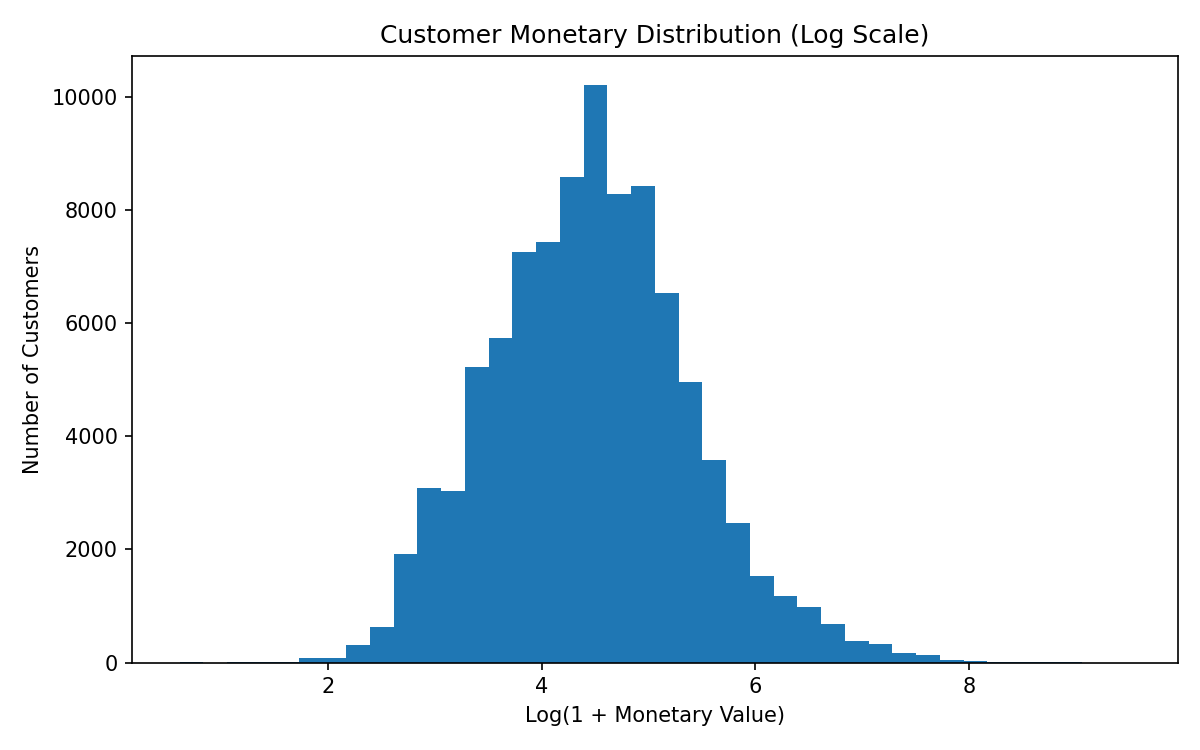 Customer Monetary Distribution (Log Scale)
Number of Customers
10000
8000
6000
4000
2000
0
2 4 6 8
Log(1 + Monetary Value)